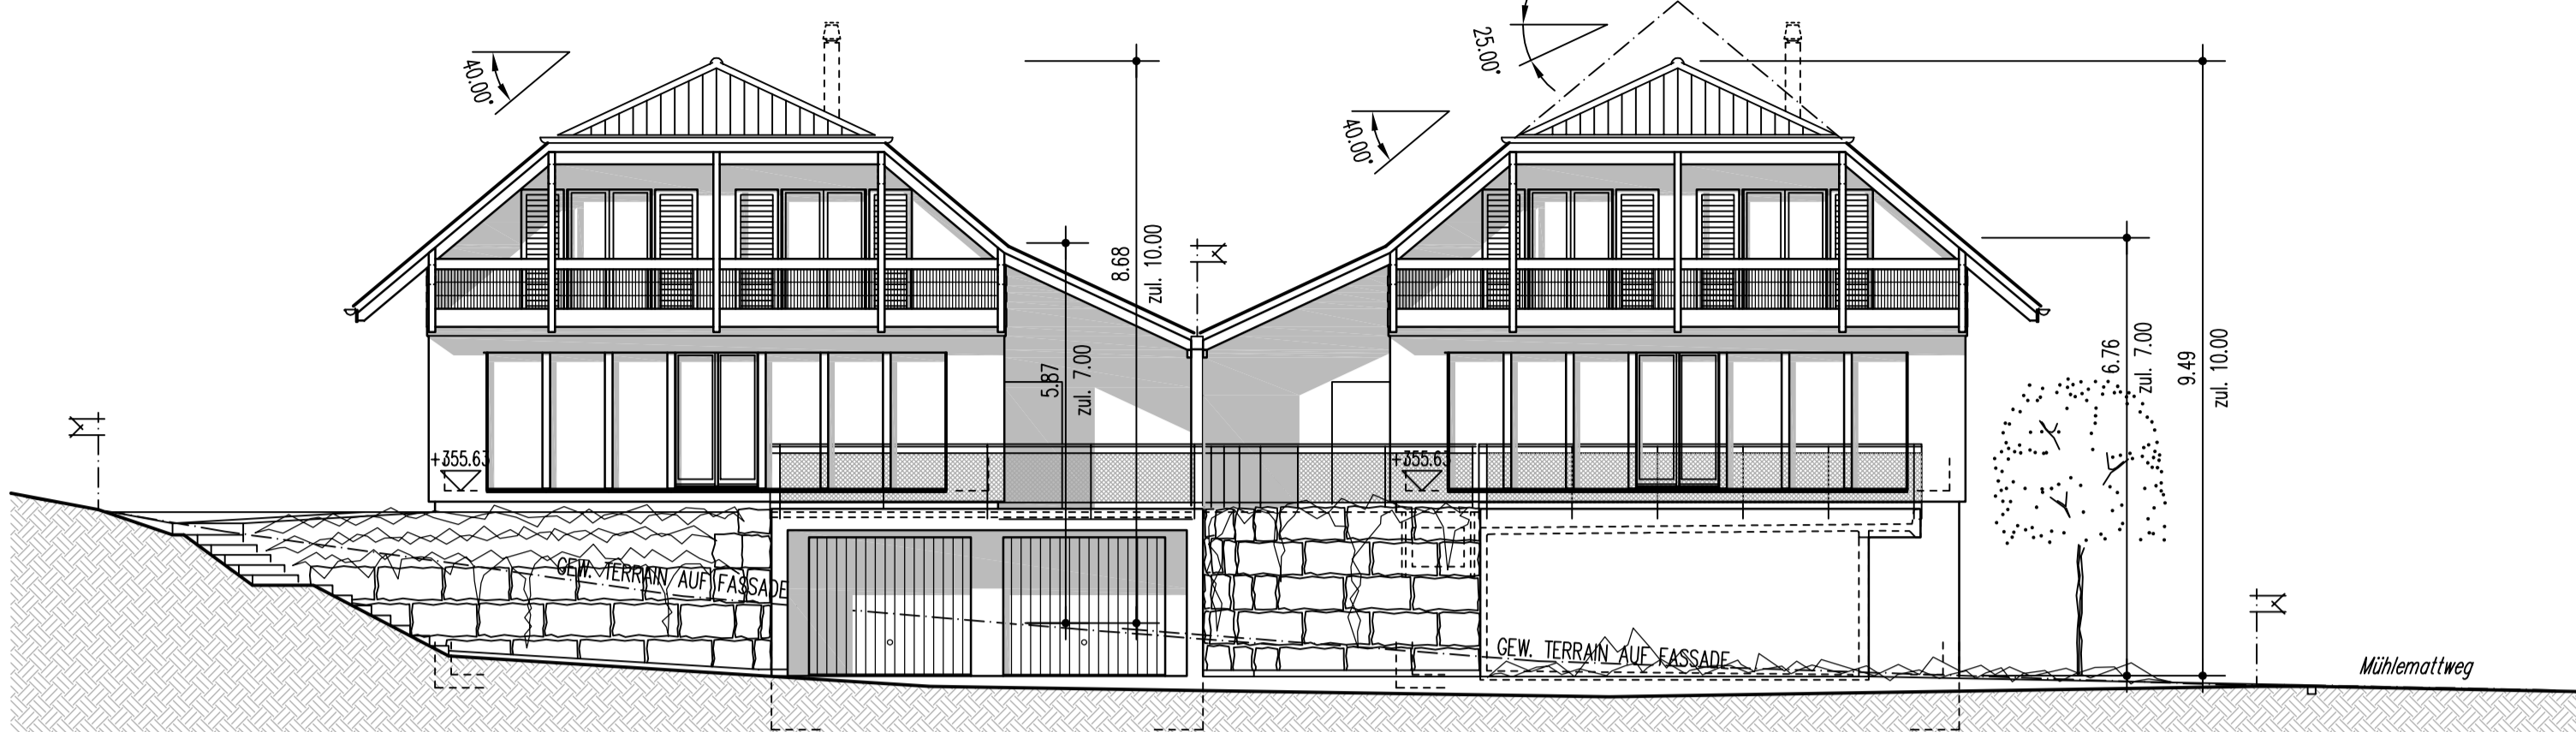 40.00°
25.00°
40.00°
8.68
zul. 10.00
5.87
zul. 7.00
6.76
zul. 7.00
9.49
zul. 10.00
+355.63
+355.63
GEW. TERRAIN AUF FASSADE
GEW. TERRAIN AUF FASSADE
Mühlemattweg